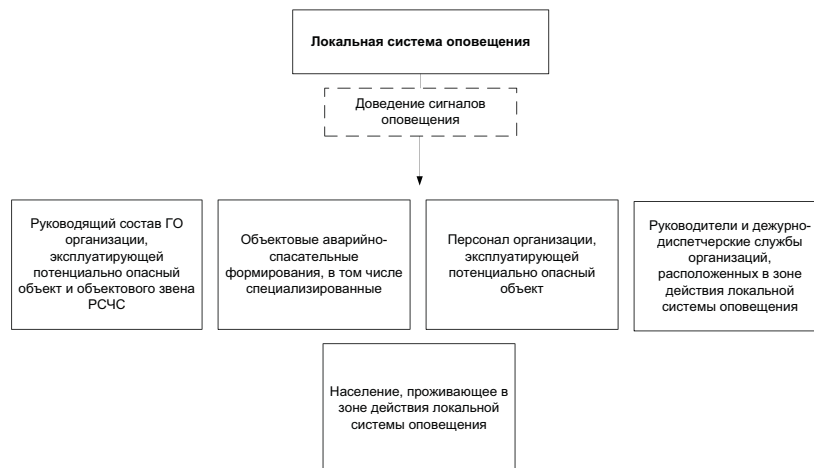 Локальная система оповещения
Доведение сигналов
оповещения
Руководящий состав ГО
организации,
эксплуатирующей
потенциально опасный
объект и объектового звена
РСЧС
Объектовые аварийно-
спасательные
формирования, в том числе
специализированные
Персонал организации,
эксплуатирующей
потенциально опасный
объект
Руководители и дежурно-
диспетчерские службы
организаций,
расположенных в зоне
действия локальной
системы оповещения
Население, проживающее в
зоне действия локальной
системы оповещения